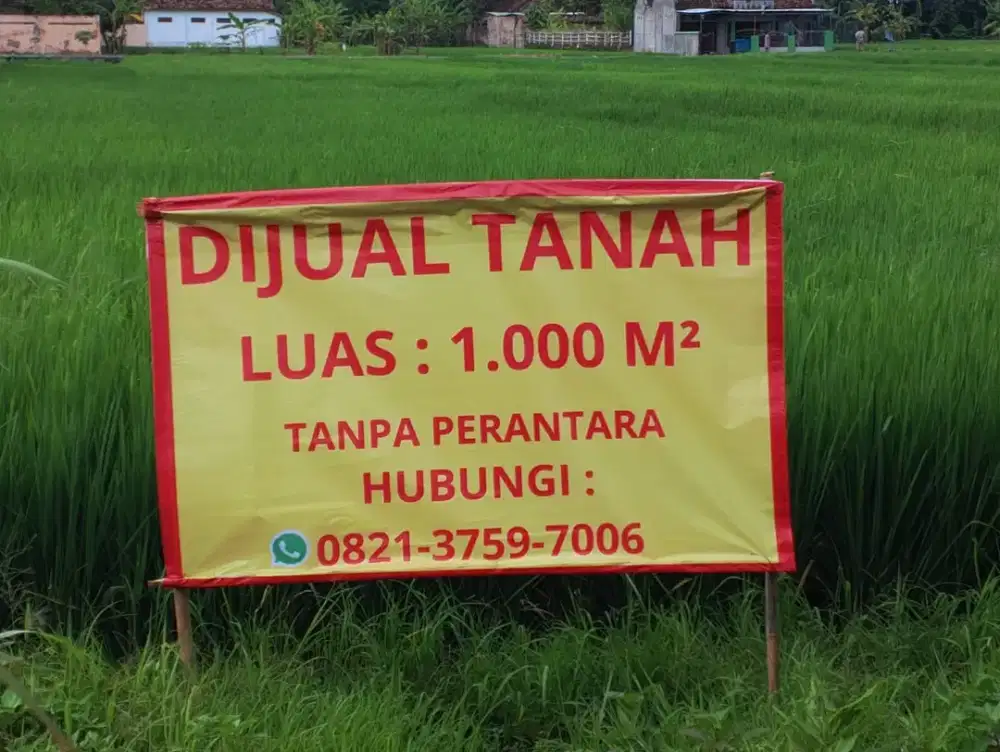 DIJUAL TANAH
LUAS : 1.000 M²
TANPA PERANTARA
HUBUNGI :
0821-3759-7006